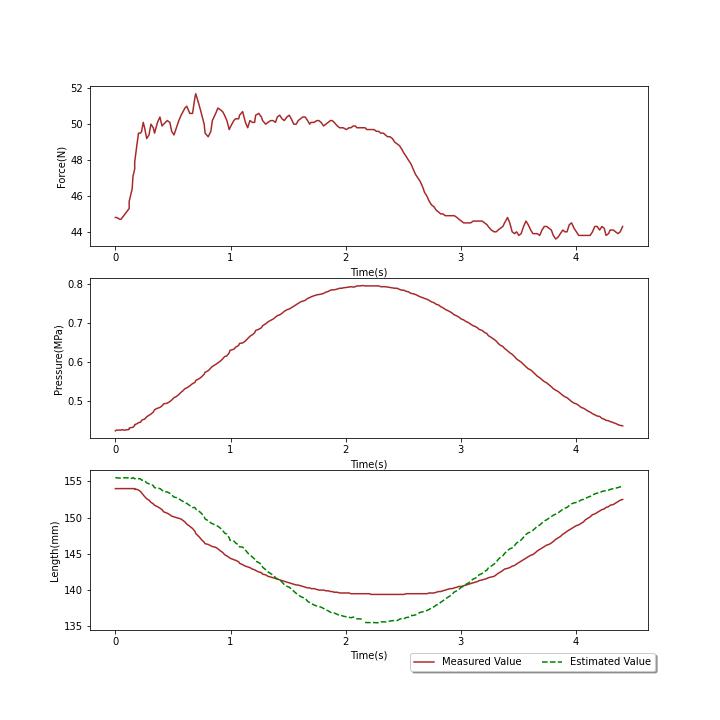 52
50
48
46
44
Force(N)
0 1 2 3 4
Time(s)
0.8
0.7
0.6
0.5
Pressure(MPa)
0 1 2 3 4
Time(s)
155
150
145
140
135
Length(mm)
0 1 2 3 4
Time(s)
Measured Value Estimated Value